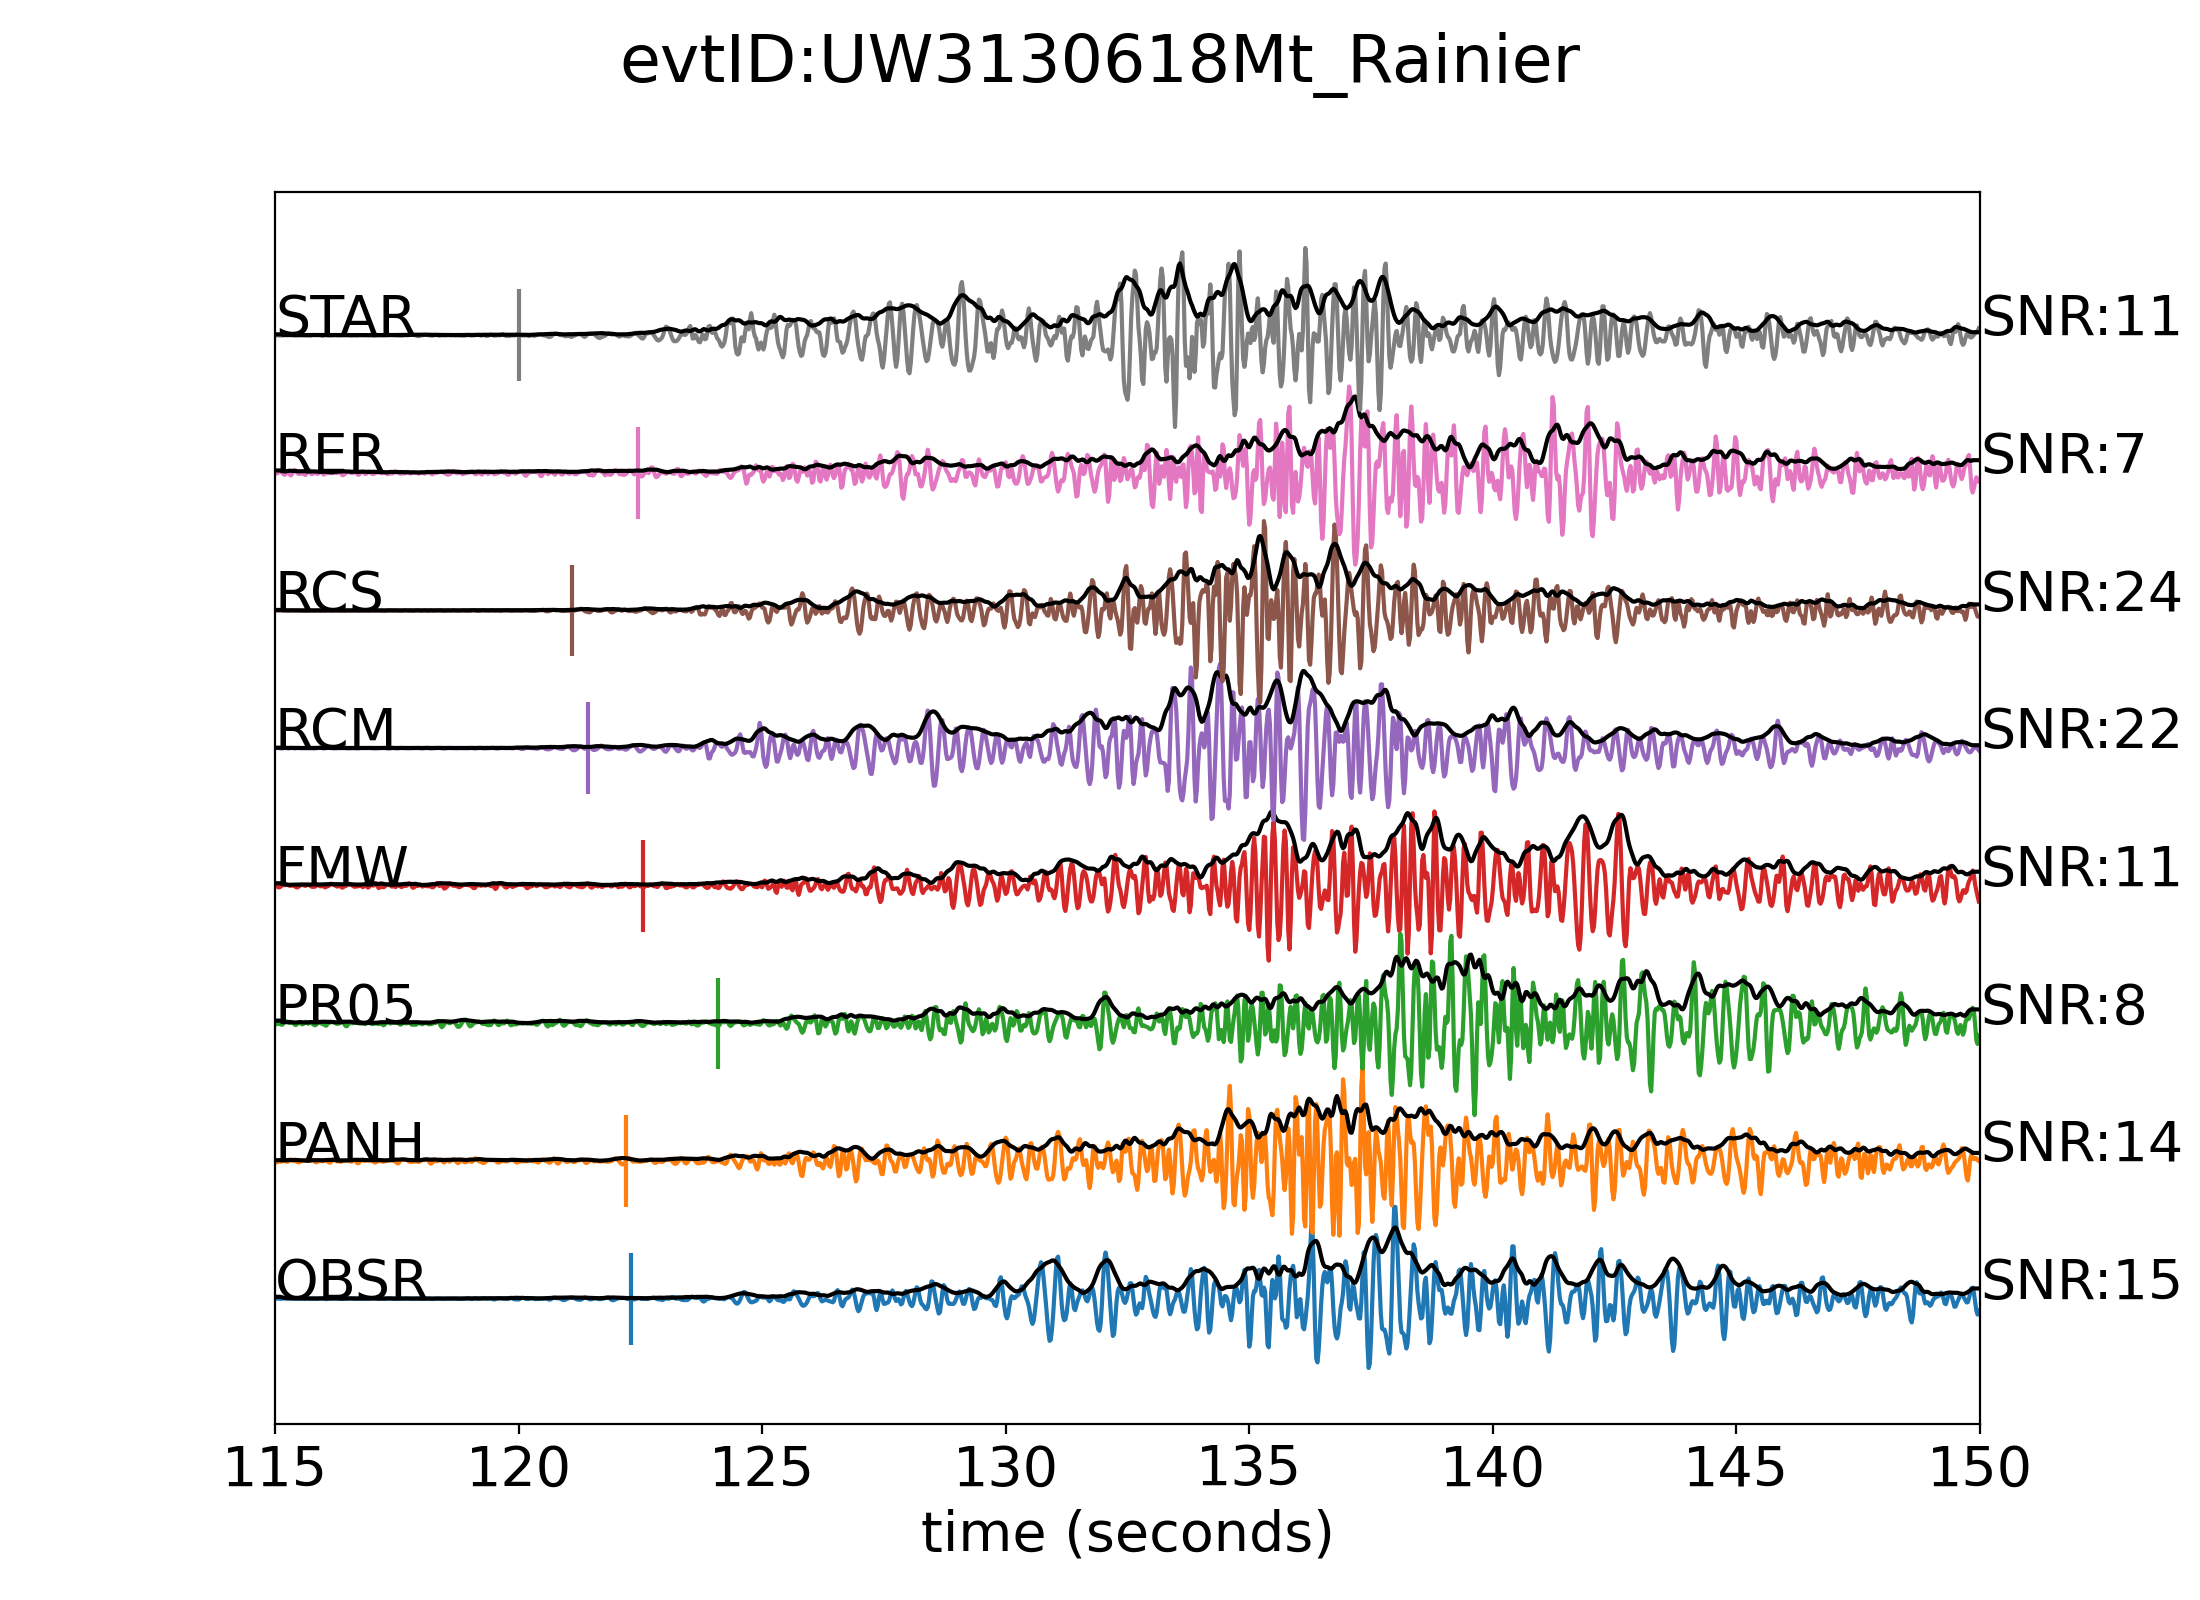 evtID:UW3130618Mt_Rainier
STAR SNR:11
RER SNR:7
RCS SNR:24
RCM SNR:22
FMW SNR:11
PR05 SNR:8
PANH SNR:14
OBSR SNR:15
115 120 125 130 135 140 145 150
time (seconds)